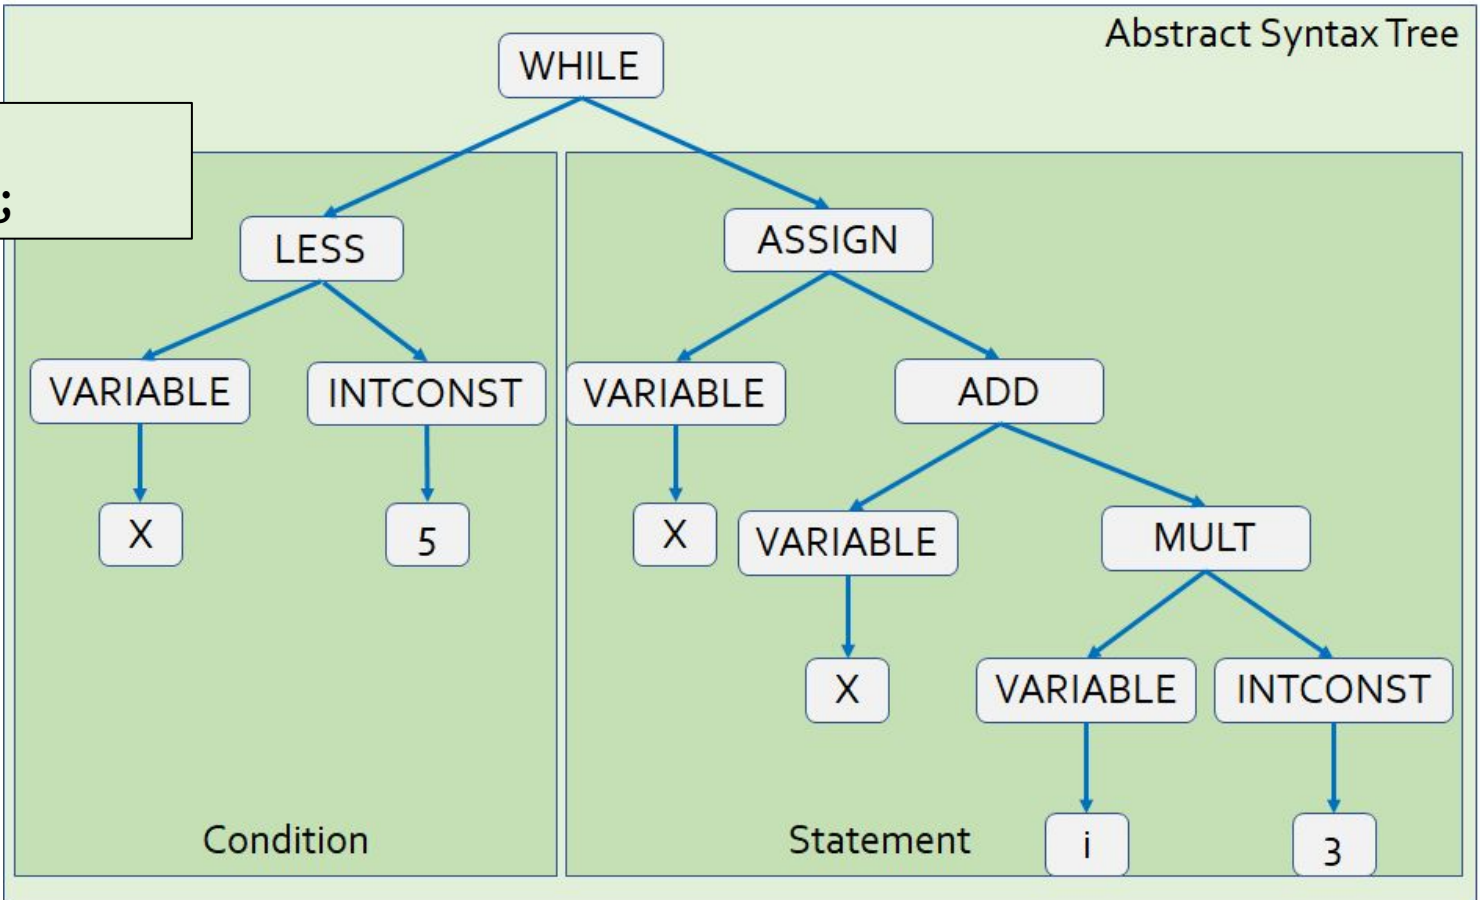 Abstract Syntax Tree
WHILE
;
LESS
ASSIGN
VARIABLE
INTCONST
VARIABLE
ADD
X
5
X
VARIABLE
MULT
X
VARIABLE
INTCONST
Condition
Statement
i
3